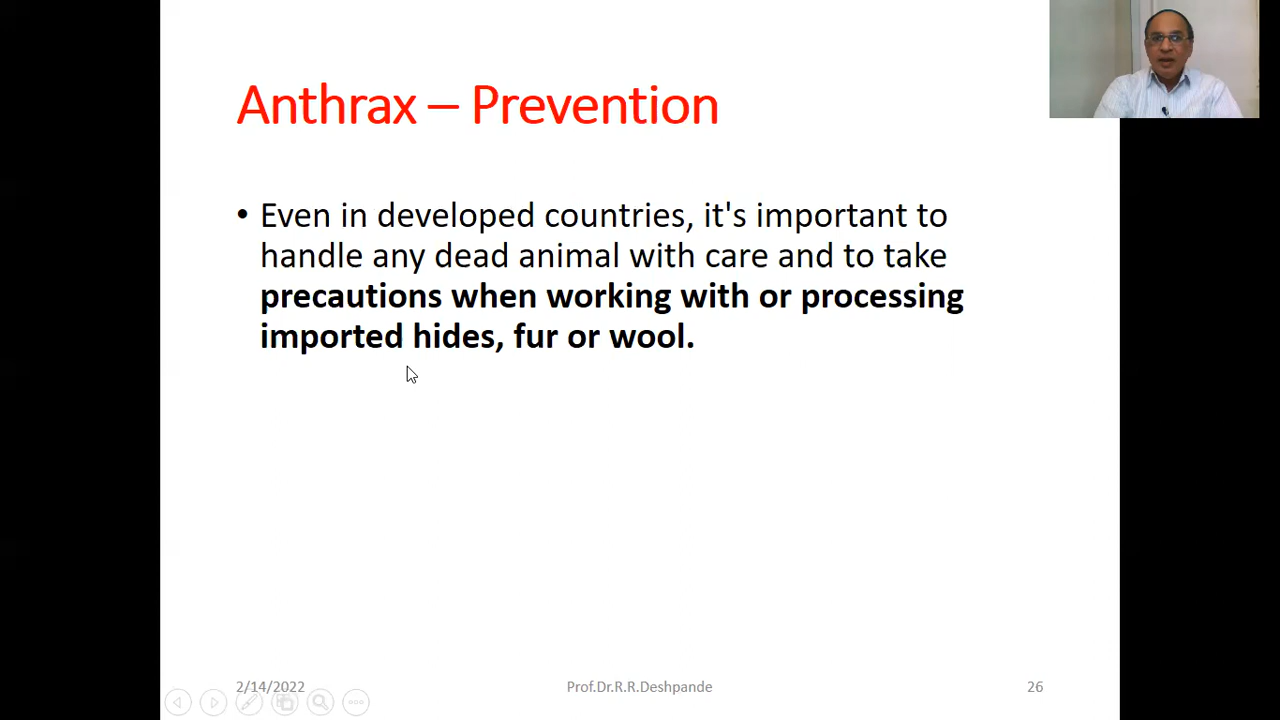 Anthrax – Prevention
• Even in developed countries, it's important to
handle any dead animal with care and to take
precautions when working with or processing
imported hides, fur or wool.
2/14/2022
Prof.Dr.R.R.Deshpande
26